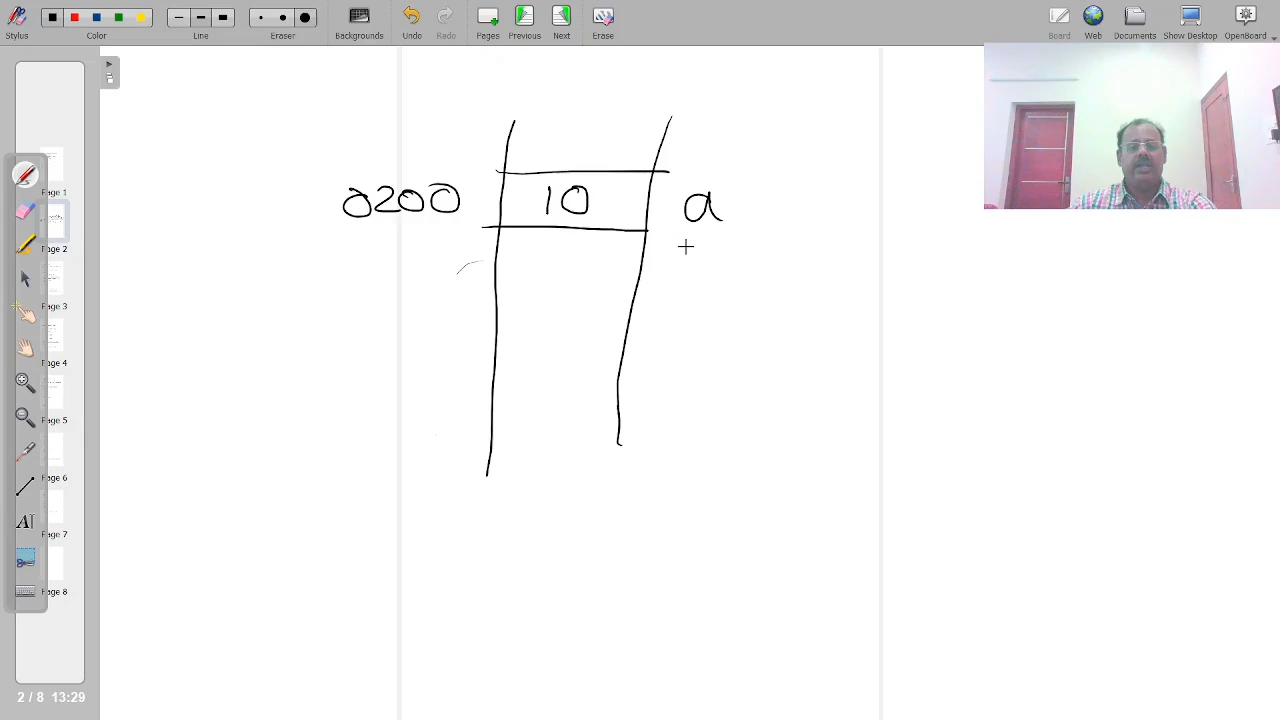 Stylus
Color
Line
Eraser
Backgrounds
Undo
Redo
Pages
Previous
Next
Erase
Board
Web
Documents
Show Desktop
OpenBoard
Page 1
Page 2
Page 3
Page 4
Page 5
Page 6
Page 7
Page 8
0200 10 a
2 / 8 13:29